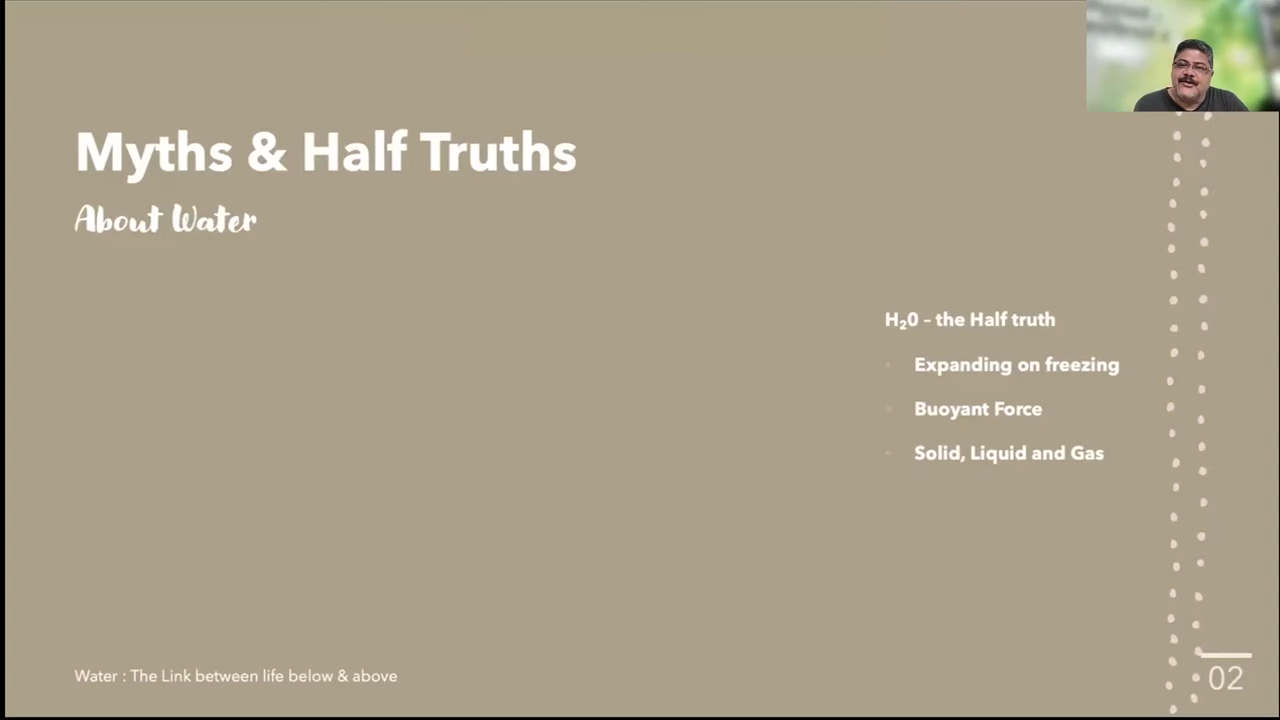 Myths & Half Truths
About Water
H₂0 – the Half truth
Expanding on freezing
Buoyant Force
Solid, Liquid and Gas
Water : The Link between life below & above
02